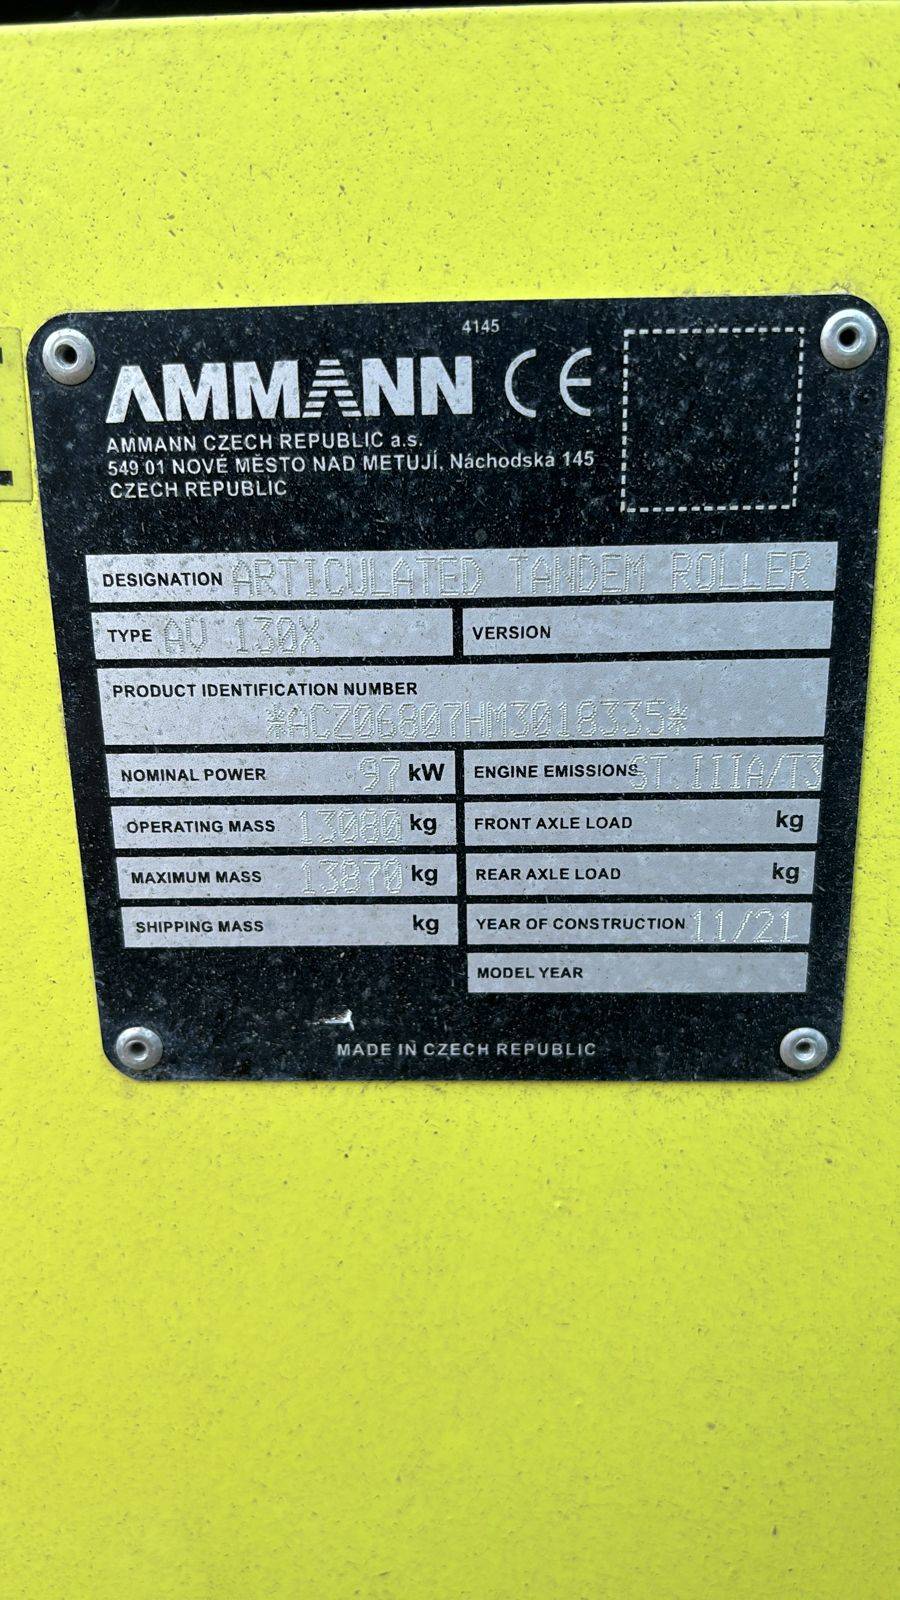 4145
AMMANN CE
AMMANN CZECH REPUBLIC a.s.
549 01 NOVÉ MĚSTO NAD METUJÍ, Náchodská 145
CZECH REPUBLIC
DESIGNATION ARTICULATED TANDEM ROLLER
TYPE AV 130X
VERSION
PRODUCT IDENTIFICATION NUMBER
*ACZ06807HM3018335*
NOMINAL POWER 97 kW
ENGINE EMISSIONS ST IIIA/T3
OPERATING MASS 13080 kg
FRONT AXLE LOAD kg
MAXIMUM MASS 13870 kg
REAR AXLE LOAD kg
SHIPPING MASS kg
YEAR OF CONSTRUCTION 11/21
MODEL YEAR
MADE IN CZECH REPUBLIC